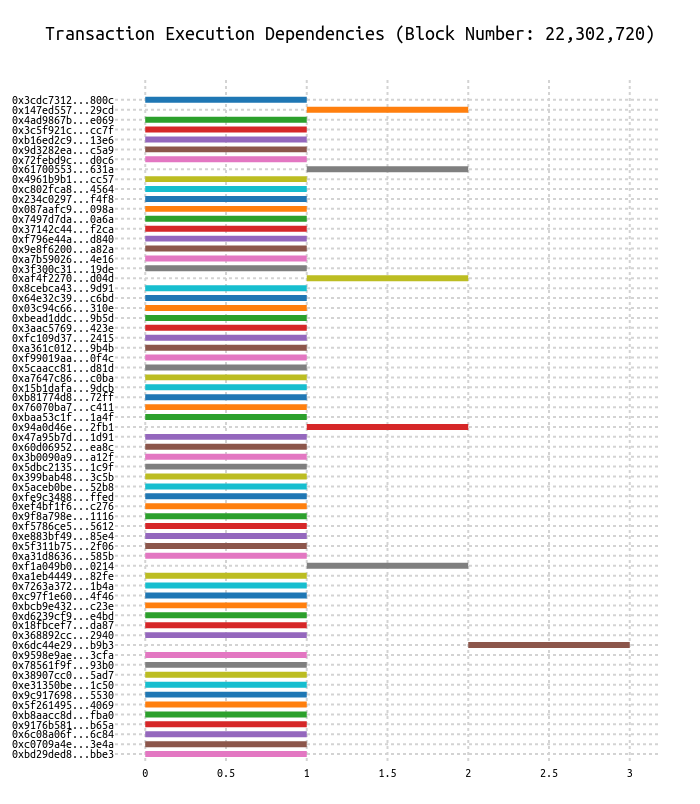 Transaction Execution Dependencies (Block Number: 22,302,720)
0x3cdc7312...800c
0x147ed557...29cd
0x4ad9867b...e069
0x3c5f921c...cc7f
0xb16ed2c9...13e6
0x9d3282ea...c5a9
0x72febd9c...d0c6
0x61700553...631a
0x4961b9b1...cc57
0xc802fca8...4564
0x234c0297...f4f8
0x087aafc9...098a
0x7497d7da...0a6a
0x37142c44...f2ca
0xf796e44a...d840
0x9e8f6200...a82a
0xa7b59026...4e16
0x3f300c31...19de
0xaf4f2270...d04d
0x8cebca43...9d91
0x64e32c39...c6bd
0x03c94c66...310e
0xbead1ddc...9b5d
0x3aac5769...423e
0xfc109d37...2415
0xa361c012...9b4b
0xf99019aa...0f4c
0x5caacc81...d81d
0xa7647c86...c0ba
0x15b1dafa...9dcb
0xb81774d8...72ff
0x76070ba7...c411
0xbaa53c1f...1a4f
0x94a0d46e...2fb1
0x47a95b7d...1d91
0x60d06952...ea8c
0x3b0090a9...a12f
0x5dbc2135...1c9f
0x399bab48...3c5b
0x5aceb0be...52b8
0xfe9c3488...ffed
0xef4bf1f6...c276
0x9f8a798e...1116
0xf5786ce5...5612
0xe883bf49...85e4
0x5f311b75...2f06
0xa31d8636...585b
0xf1a049b0...0214
0xa1eb4449...82fe
0x7263a372...1b4a
0xc97f1e60...4f46
0xbcb9e432...c23e
0xd6239cf9...e4bd
0x18fbcef7...da87
0x368892cc...2940
0x6dc44e29...b9b3
0x9598e9ae...3cfa
0x78561f9f...93b0
0x38907cc0...5ad7
0xe31350be...1c50
0x9c917698...5530
0x5f261495...4069
0xb8aacc8d...fba0
0x9176b581...b65a
0x6c08a06f...6c84
0xc0709a4e...3e4a
0xbd29ded8...bbe3
0 0.5 1 1.5 2 2.5 3